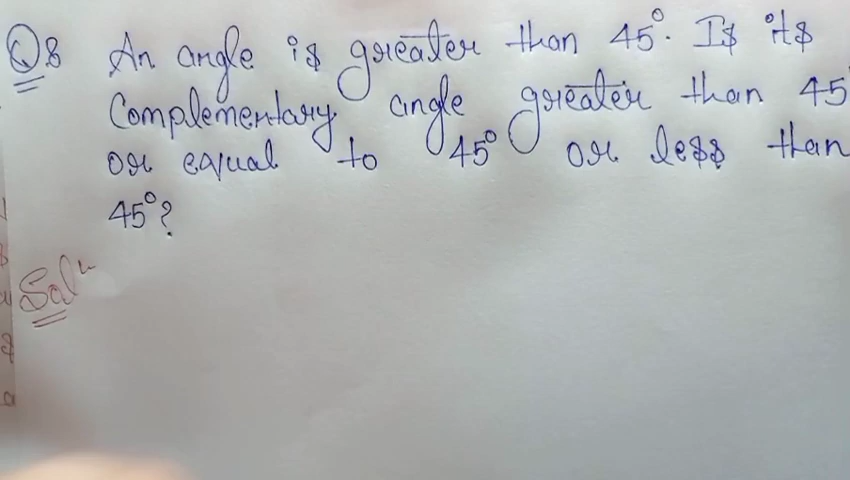 Q8 An angle is greater than 45°. Is its
Complementary angle greater than 45
or equal to 45° or less than
45°?
Solⁿ